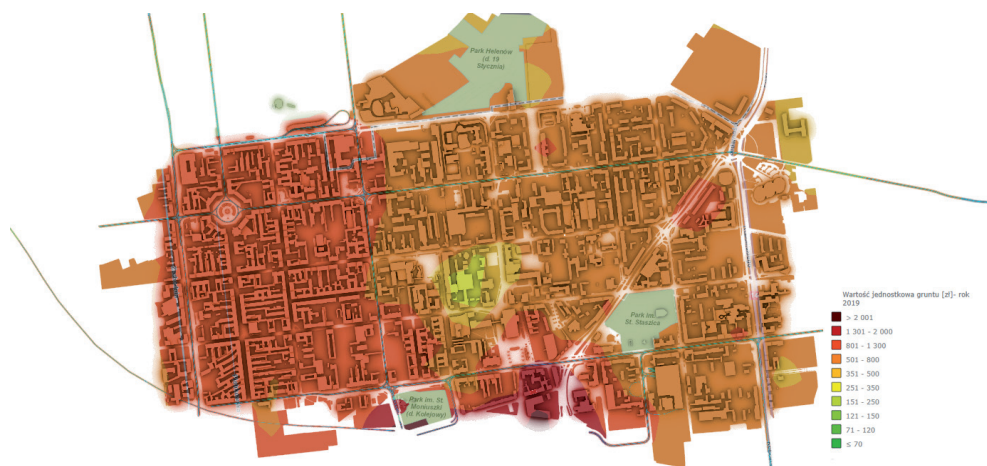 Park Helenów
(d. 19
Stycznia)
Park im.
St. Staszica
Park im. St.
Moniuszki
(d. Kolejowy)
Wartość jednostkowa gruntu [zł]- rok
2019
> 2 001
1 301 - 2 000
801 - 1 300
501 - 800
351 - 500
251 - 350
151 - 250
121 - 150
71 - 120
≤ 70